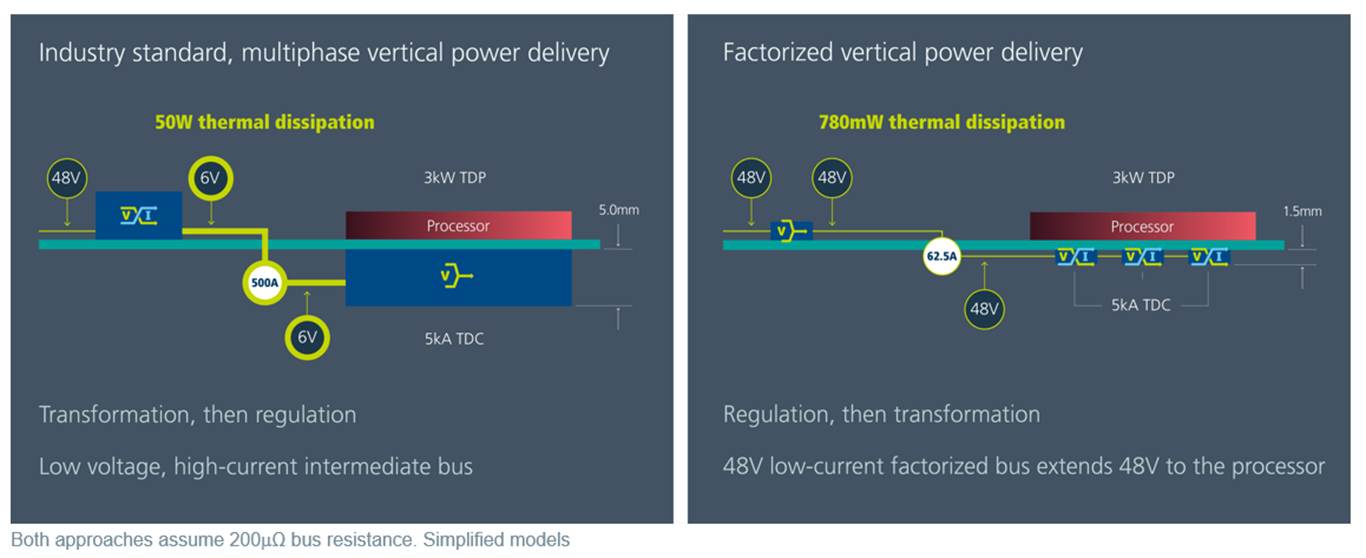 Industry standard, multiphase vertical power delivery
50W thermal dissipation
48V
6V
3kW TDP
5.0mm
V I
Processor
500A
V
6V
5kA TDC
Transformation, then regulation
Low voltage, high-current intermediate bus
Factorized vertical power delivery
780mW thermal dissipation
48V
48V
3kW TDP
1.5mm
V
Processor
62.5A
V I
V I
V I
48V
5kA TDC
Regulation, then transformation
48V low-current factorized bus extends 48V to the processor
Both approaches assume 200μΩ bus resistance. Simplified models